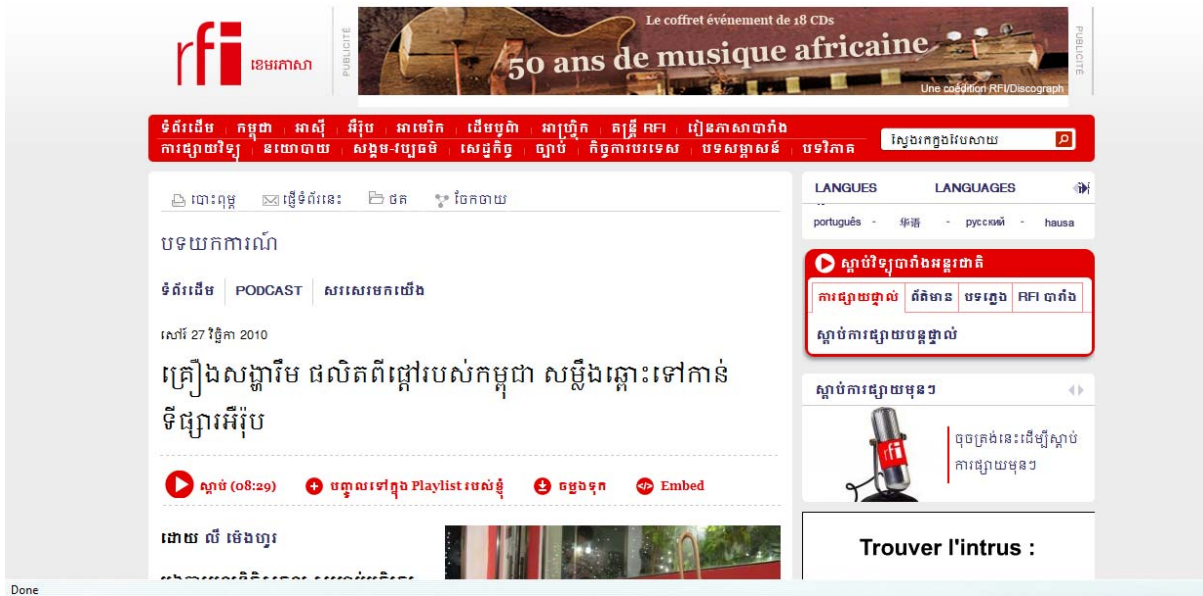 Le coffret événement de 18 CDs
50 ans de musique africaine
Une coédition RFI/Discograph
PUBLICITÉ
PUBLICITÉ
rfi ខេមរភាសា
ទំព័រដើម | កម្ពុជា | អាស៊ី | អឺរ៉ុប | អាមេរិក | ដើមបូព៌ា | អាហ្វ្រិក | តន្ត្រី RFI | រៀនភាសាបារាំង
ការផ្សាយវិទ្យុ | នយោបាយ | សង្គម-វប្បធម៌ | សេដ្ឋកិច្ច | ច្បាប់ | កិច្ចការបរទេស | បទសម្ភាសន៍ | បទវិភាគ
ស្វែងរកក្នុងវែបសាយ
បោះពុម្ព ផ្ញើទំព័រនេះ ថត ចែកចាយ
បទយកការណ៍
ទំព័រដើម PODCAST សរសេរមកយើង
សៅរ៍ 27 វិច្ឆិកា 2010
គ្រឿងសង្ហារឹម ផលិតពីផ្តៅរបស់កម្ពុជា សម្លឹងឆ្ពោះទៅកាន់
ទីផ្សារអឺរ៉ុប
ស្តាប់ (08:29) បញ្ចូលទៅក្នុង Playlist របស់ខ្ញុំ ចម្លងទុក Embed
ដោយ លី ម៉េងហួរ
LANGUES LANGUAGES
português - 华语 - русский - hausa
ស្តាប់វិទ្យុបារាំងអន្តរជាតិ
ការផ្សាយផ្ទាល់ ព័ត៌មាន បទភ្លេង RFI បារាំង
ស្តាប់ការផ្សាយបន្តផ្ទាល់
ស្តាប់ការផ្សាយមុនៗ
rfi
ចុចត្រង់នេះដើម្បីស្តាប់
ការផ្សាយមុនៗ
Trouver l'intrus :
Done